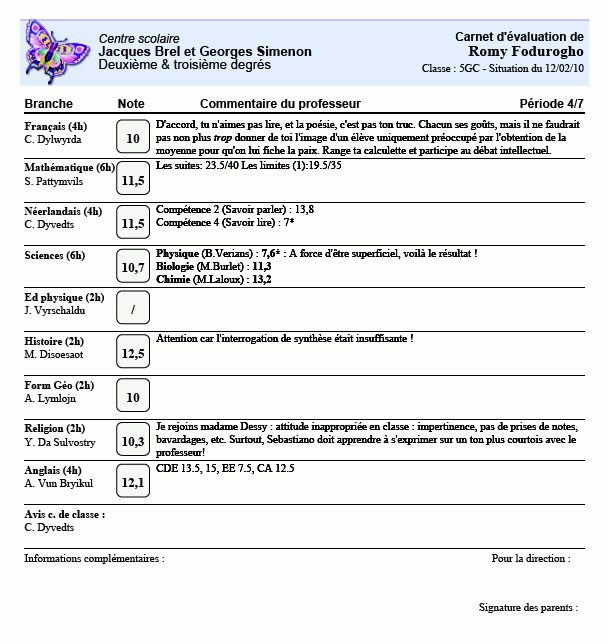 Centre scolaire
Jacques Brel et Georges Simenon
Deuxième & troisième degrés
Carnet d'évaluation de
Romy Fodurogho
Classe : 5GC - Situation du 12/02/10
Branche Note Commentaire du professeur Période 4/7
Français (4h)
C. Dylwyrda
10
D'accord, tu n'aimes pas lire, et la poésie, c'est pas ton truc. Chacun ses goûts, mais il ne faudrait
pas non plus trop donner de toi l'image d'un élève uniquement préoccupé par l'obtention de la
moyenne pour qu'on lui fiche la paix. Range ta calculette et participe au débat intellectuel.
Mathématique (6h)
S. Pattymvils
11,5
Les suites: 23.5/40 Les limites (1):19.5/35
Néerlandais (4h)
C. Dyvedts
11,5
Compétence 2 (Savoir parler) : 13,8
Compétence 4 (Savoir lire) : 7*
Sciences (6h)
10,7
Physique (B.Verians) : 7,6* : A force d'être superficiel, voilà le résultat !
Biologie (M.Burlet) : 11,3
Chimie (M.Laloux) : 13,2
Ed physique (2h)
J. Vyrschaldu
/
Histoire (2h)
M. Disoesaot
12,5
Attention car l'interrogation de synthèse était insuffisante !
Form Géo (2h)
A. Lymlojn
10
Religion (2h)
Y. Da Sulvostry
10,3
Je rejoins madame Dessy : attitude inappropriée en classe : impertinence, pas de prises de notes,
bavardages, etc. Surtout, Sebastiano doit apprendre à s'exprimer sur un ton plus courtois avec le
professeur!
Anglais (4h)
A. Vun Bryikul
12,1
CDE 13.5, 15, EE 7.5, CA 12.5
Avis c. de classe :
C. Dyvedts
Informations complémentaires :
Pour la direction :
Signature des parents :